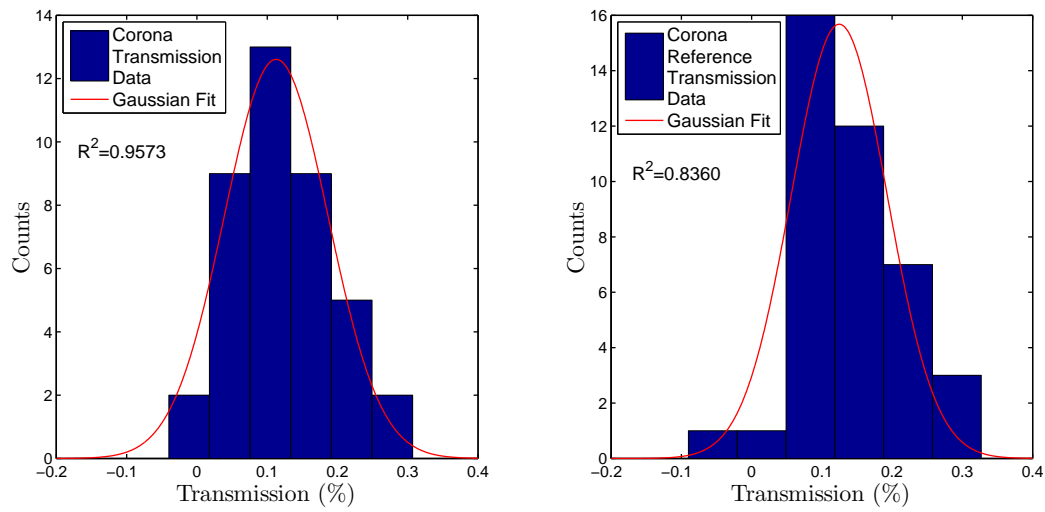 14
12
10
8
6
4
2
0
Counts
Corona
Transmission
Data
Gaussian Fit
R²=0.9573
−0.2 −0.1 0 0.1 0.2 0.3 0.4
Transmission (%)
16
14
12
10
8
6
4
2
0
Counts
Corona
Reference
Transmission
Data
Gaussian Fit
R²=0.8360
−0.2 −0.1 0 0.1 0.2 0.3 0.4
Transmission (%)